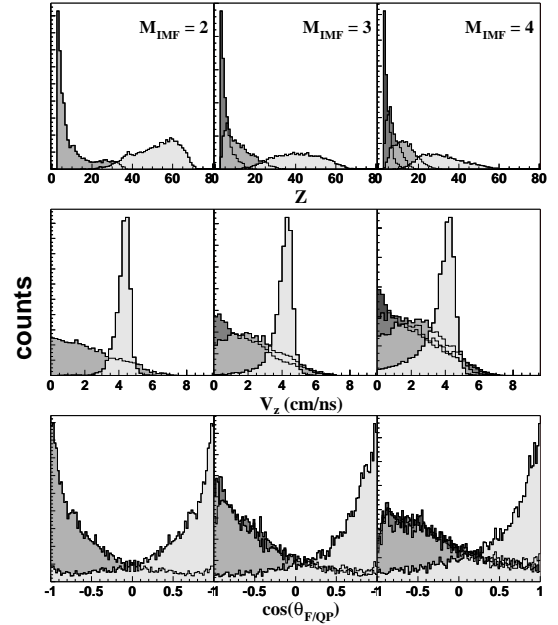 M_IMF = 2
M_IMF = 3
M_IMF = 4
0 20 40 60 80 20 40 60 80 20 40 60 80
Z
counts
0 2 4 6 8 0 2 4 6 8 0 2 4 6 8
V_z (cm/ns)
-1 -0.5 0 0.5 -1 -0.5 0 0.5 -1 -0.5 0 0.5 1
cos(θ_F/QP)